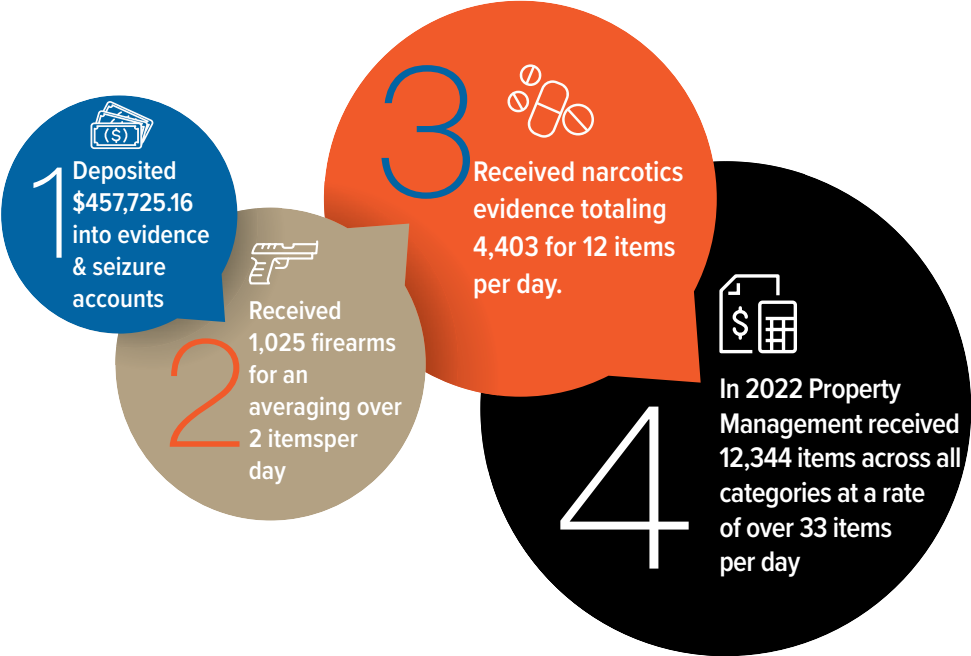 1
($)
Deposited
$457,725.16
into evidence
& seizure
accounts
2
Received
1,025 firearms
for an
averaging over
2 itemsper
day
3
Received narcotics
evidence totaling
4,403 for 12 items
per day.
4
$
In 2022 Property
Management received
12,344 items across all
categories at a rate
of over 33 items
per day